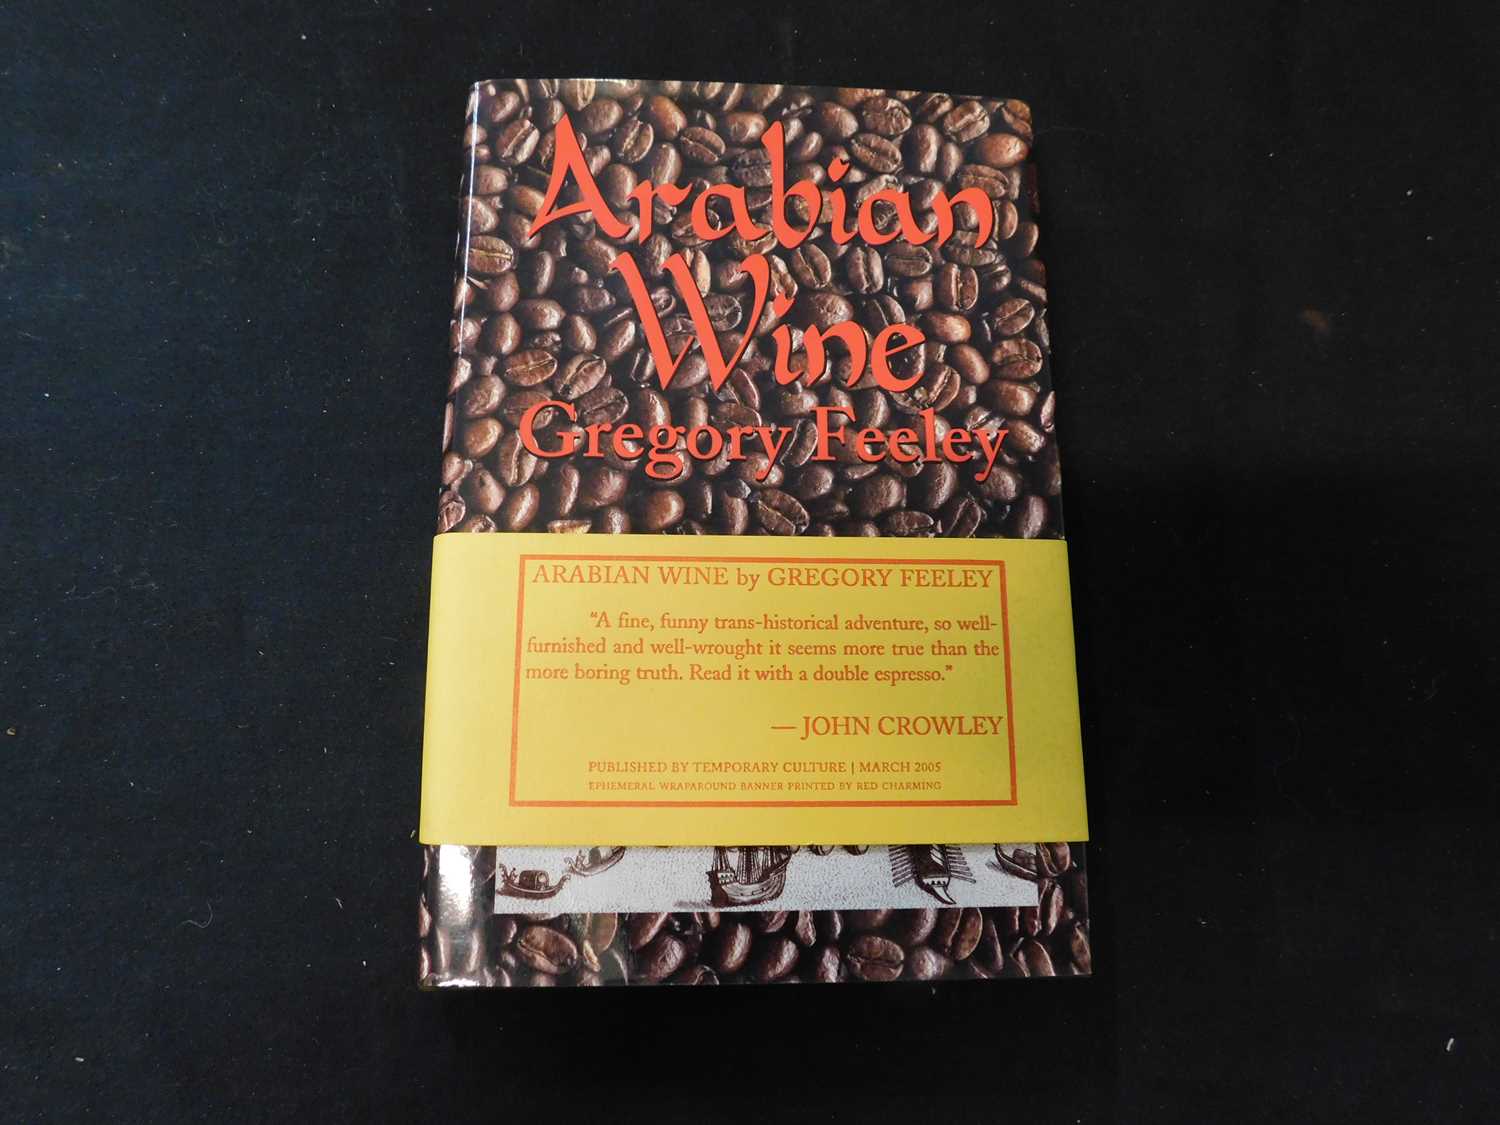 Arabian
Wine
Gregory Feeley
ARABIAN WINE by GREGORY FEELEY
"A fine, funny trans-historical adventure, so well-
furnished and well-wrought it seems more true than the
more boring truth. Read it with a double espresso."
— JOHN CROWLEY
PUBLISHED BY TEMPORARY CULTURE | MARCH 2005
EPHEMERAL WRAPAROUND BANNER PRINTED BY RED CHARMING